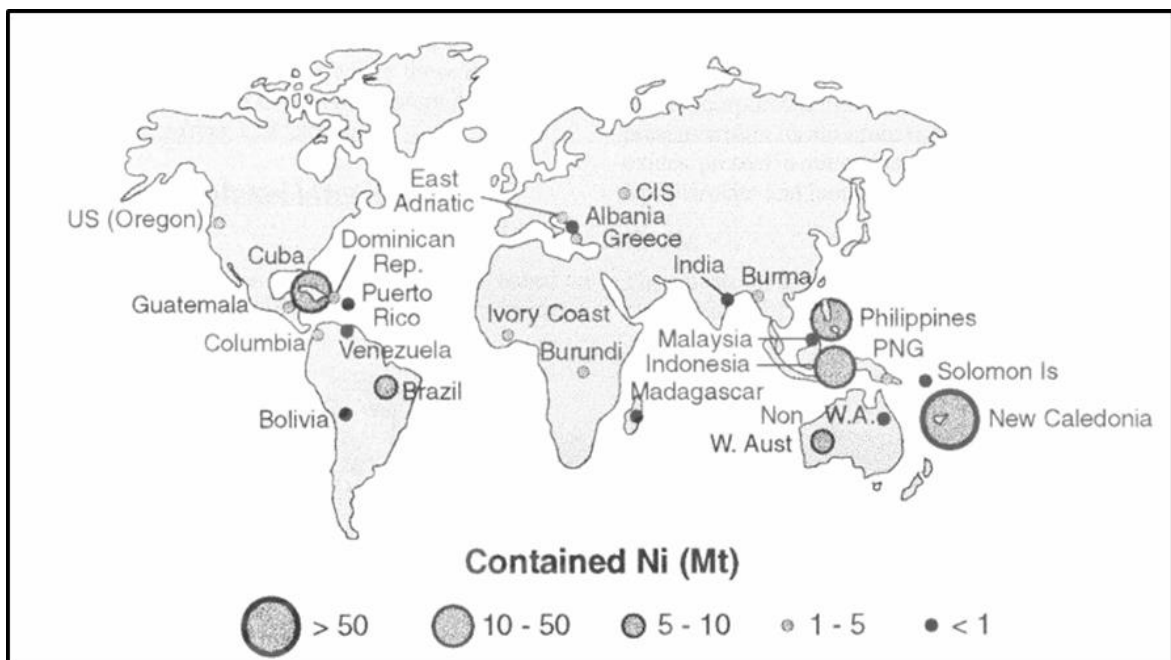 East
Adriatic
CIS
Albania
Greece
US (Oregon)
Dominican
Rep.
Cuba
India
Burma
Guatemala
Puerto
Rico
Ivory Coast
Philippines
Columbia
Venezuela
Malaysia
PNG
Burundi
Indonesia
Solomon Is
Brazil
Madagascar
Bolivia
Non W.A.
New Caledonia
W. Aust
Contained Ni (Mt)
> 50 10 - 50 5 - 10 1 - 5 < 1